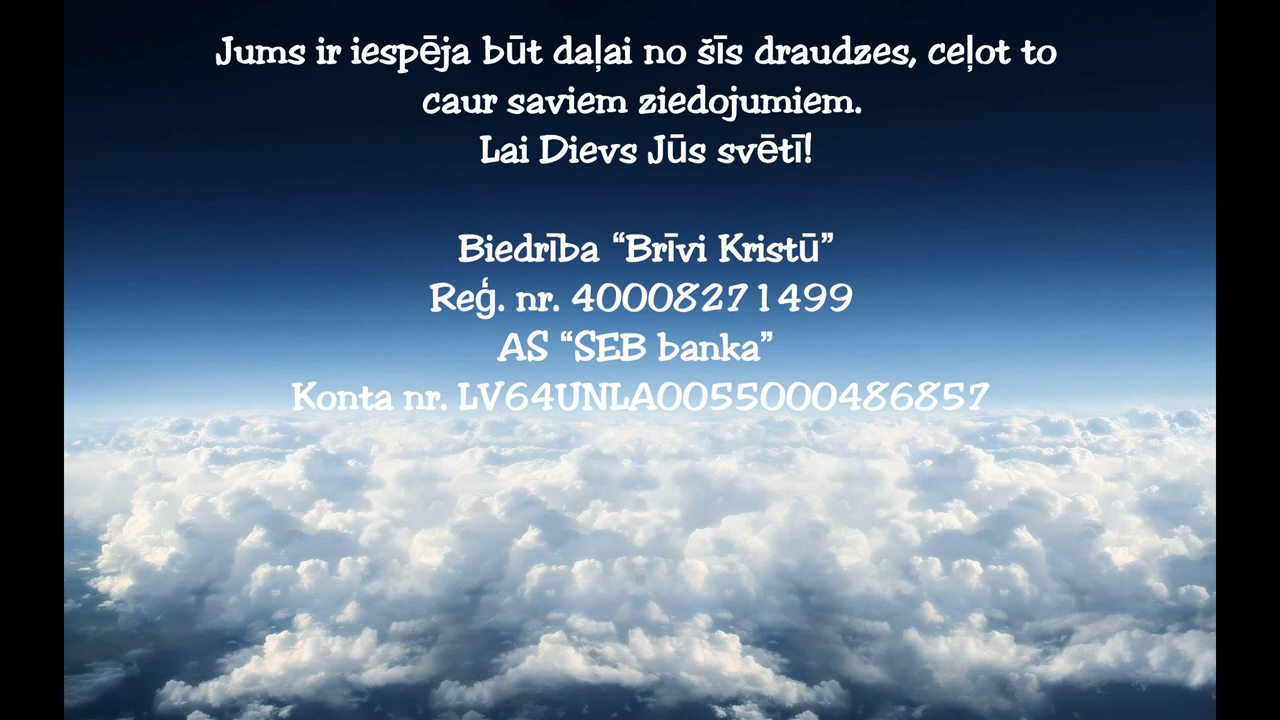 Jums ir iespēja būt daļai no šīs draudzes, ceļot to
caur saviem ziedojumiem.
Lai Dievs Jūs svētī!
Biedrība “Brīvi Kristū”
Reģ. nr. 40008271499
AS “SEB banka”
Konta nr. LV64UNLA0055000486857